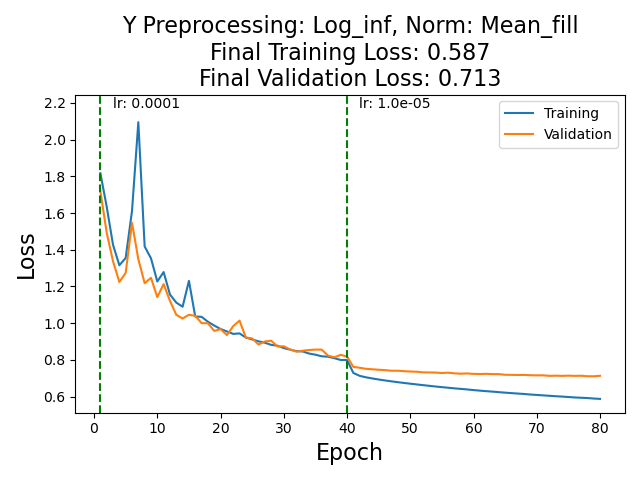 Y Preprocessing: Log_inf, Norm: Mean_fill
Final Training Loss: 0.587
Final Validation Loss: 0.713
lr: 0.0001
lr: 1.0e-05
Training
Validation
2.2
2.0
1.8
1.6
1.4
1.2
1.0
0.8
0.6
Loss
0
10
20
30
40
50
60
70
80
Epoch